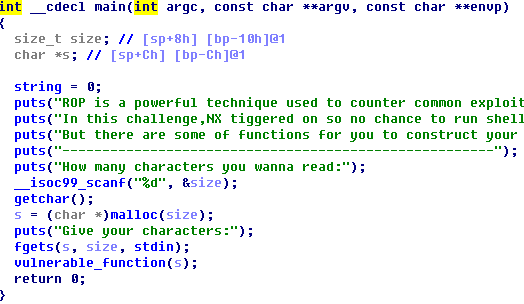 int __cdecl main(int argc, const char **argv, const char **envp)
{
  size_t size; // [sp+8h] [bp-10h]@1
  char *s; // [sp+Ch] [bp-Ch]@1

  string = 0;
  puts("ROP is a powerful technique used to counter common exploit
  puts("In this challenge,NX tiggered on so no chance to run shell
  puts("But there are some of functions for you to construct your
  puts("------------------------------------------------------");
  puts("How many characters you wanna read:");
  __isoc99_scanf("%d", &size);
  getchar();
  s = (char *)malloc(size);
  puts("Give your characters:");
  fgets(s, size, stdin);
  vulnerable_function(s);
  return 0;
}